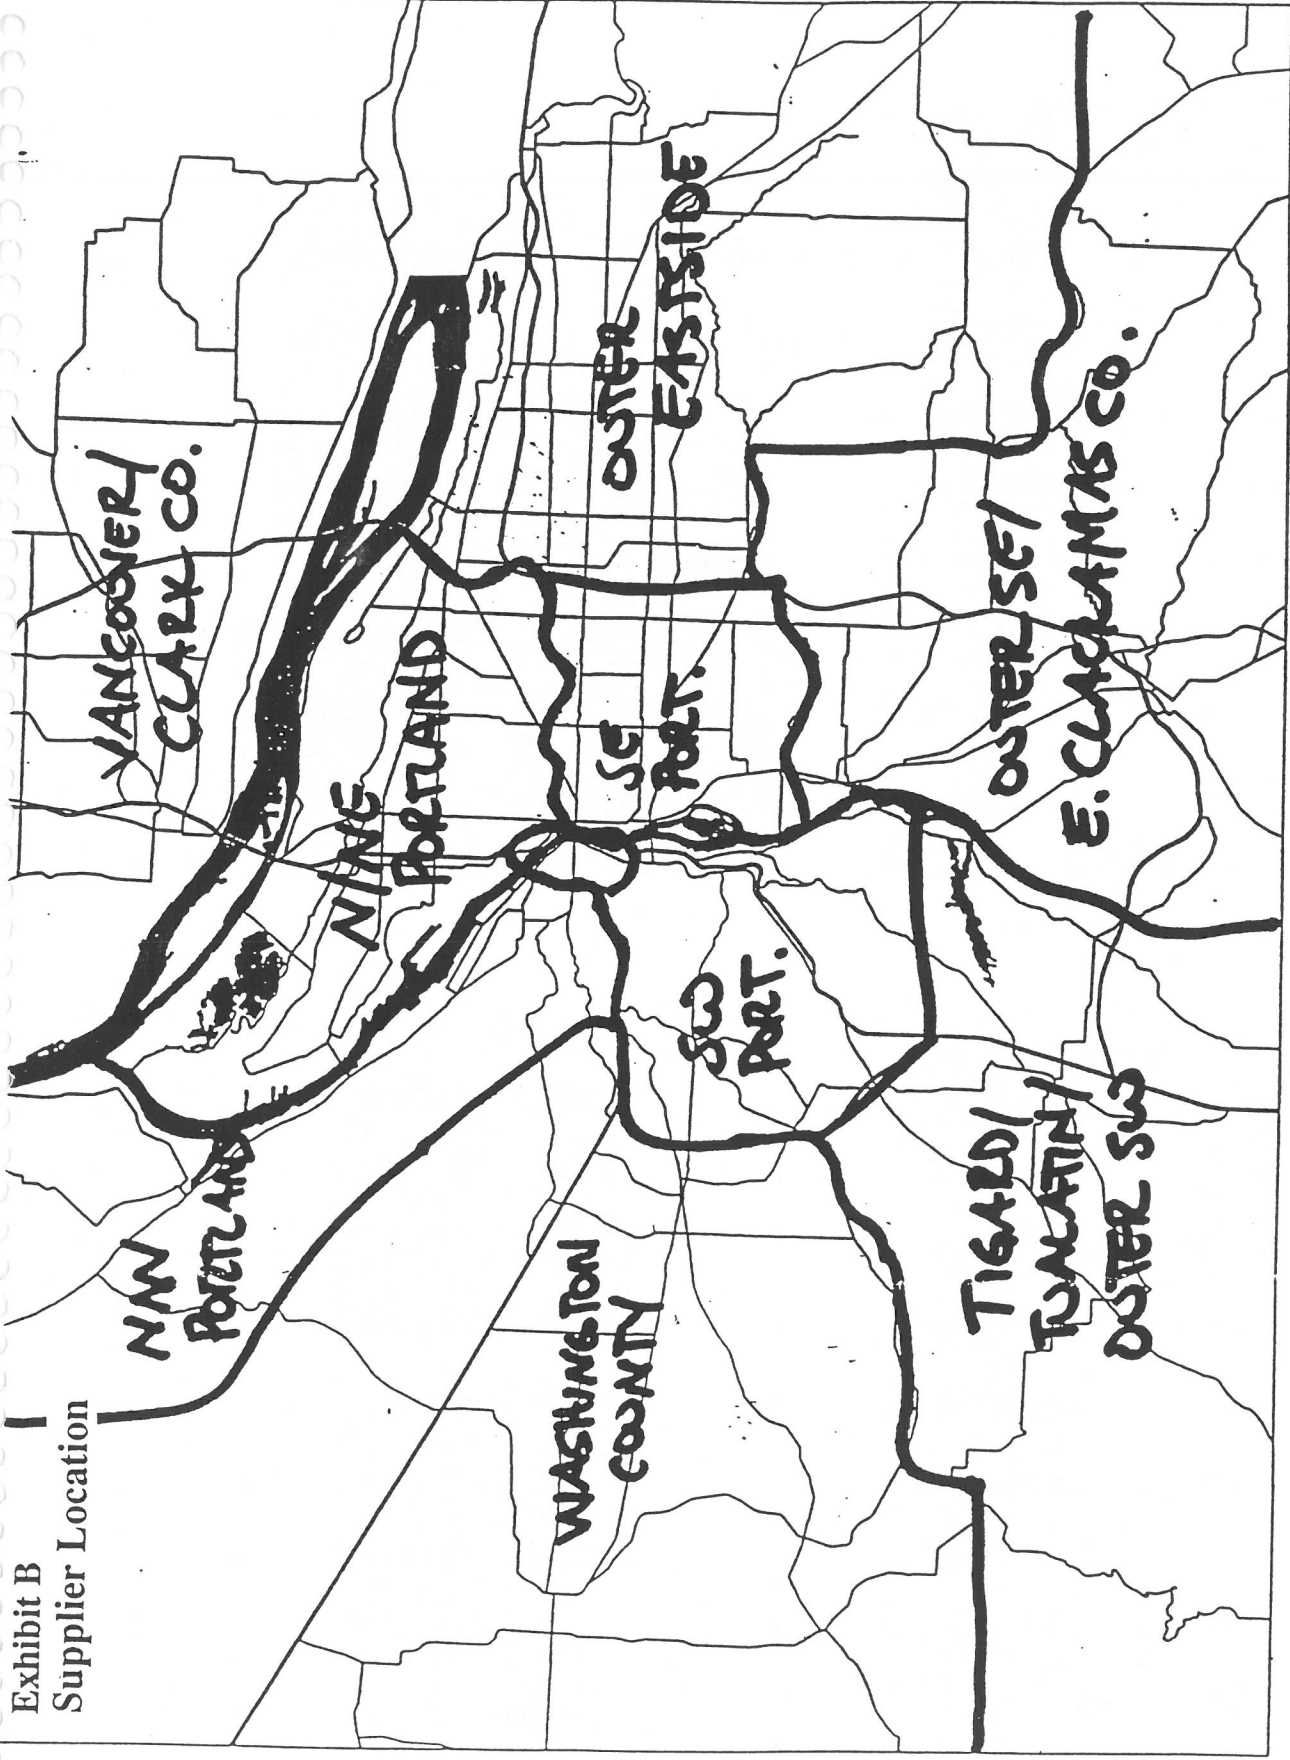 Exhibit B
Supplier Location
VANCOUVER/
CLARK CO.
NW
PORTLAND
N/NE
PORTLAND
OUTER
EASTSIDE
SE
PORT.
SW
PORT.
WASHINGTON
COUNTY
TIGARD/
TUALATIN/
OUTER SW
OUTER SE/
E. CLACKAMAS CO.